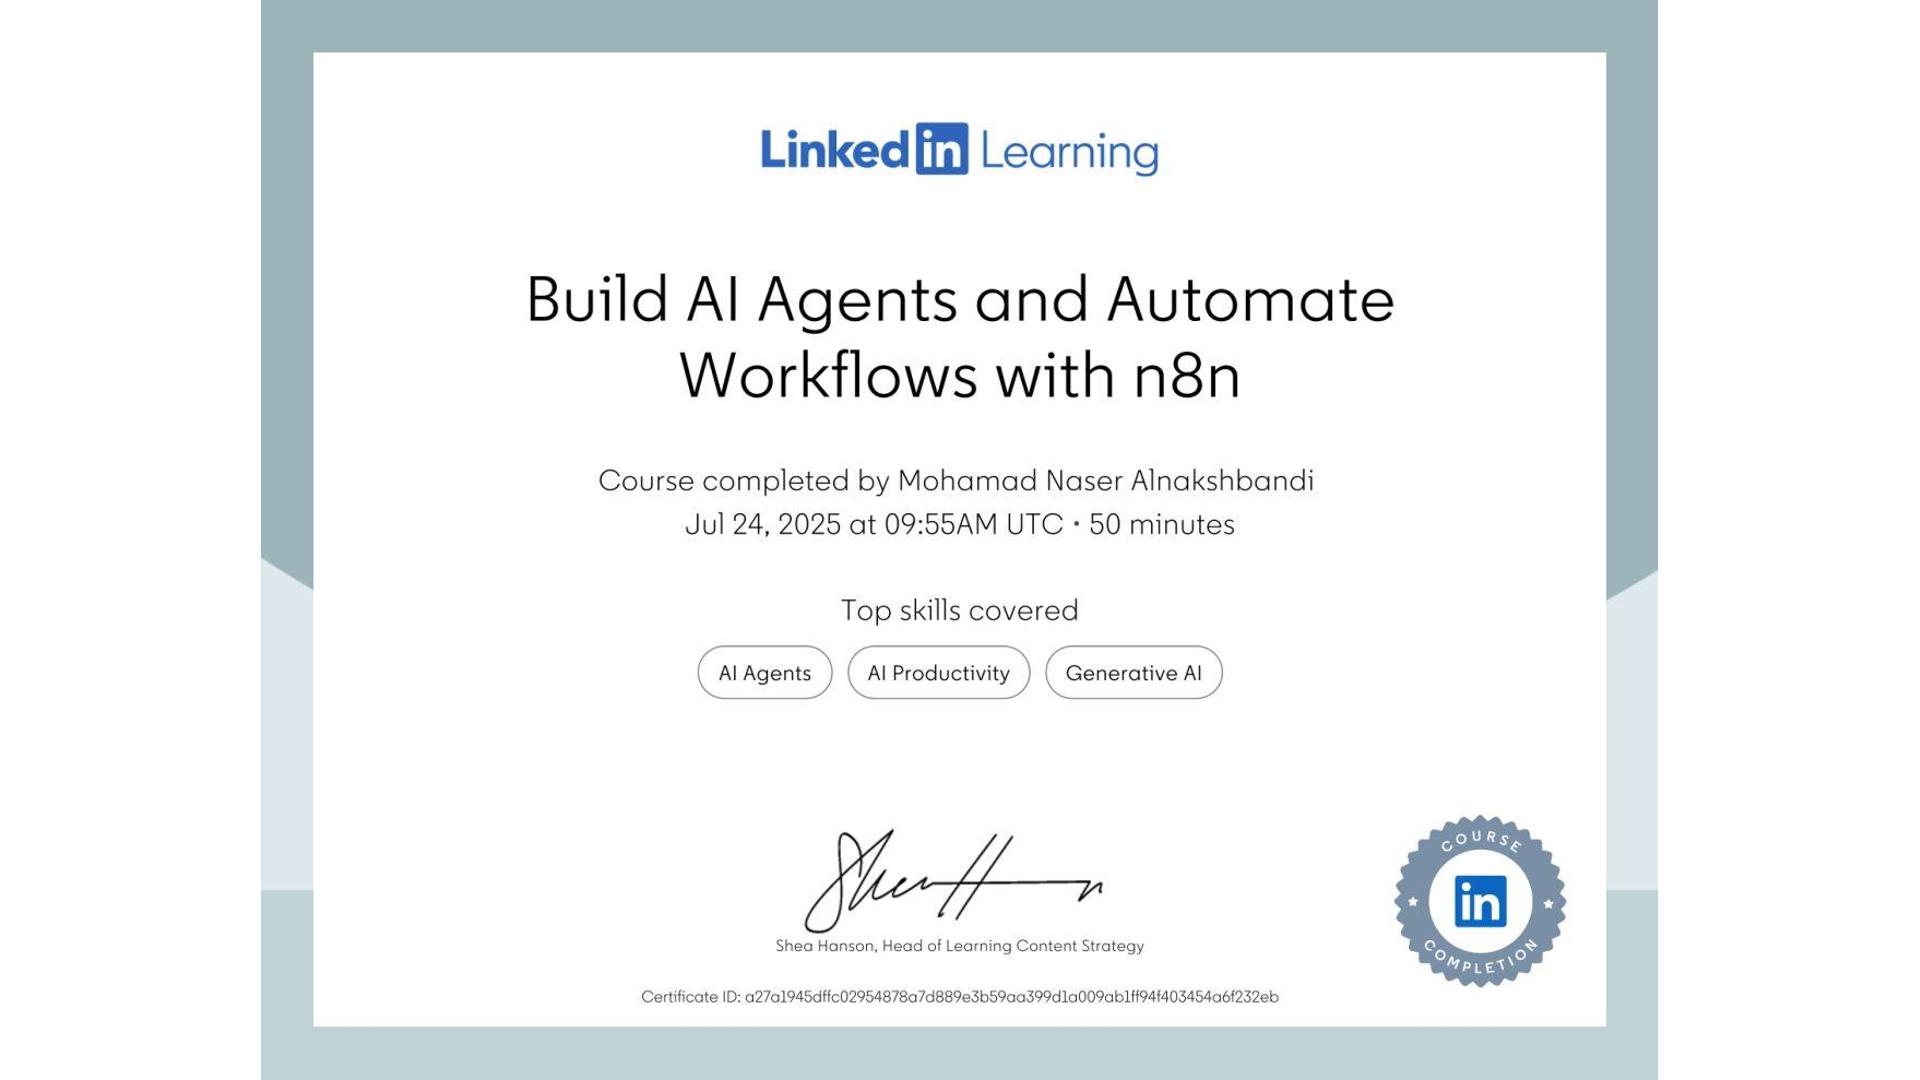 Linked in Learning
Build AI Agents and Automate
Workflows with n8n
Course completed by Mohamad Naser Alnakshbandi
Jul 24, 2025 at 09:55AM UTC • 50 minutes
Top skills covered
AI Agents
AI Productivity
Generative AI
Shea Hanson, Head of Learning Content Strategy
COURSE
in
COMPLETION
Certificate ID: a27a1945dffc02954878a7d889e3b59aa399d1a009ab1ff94f403454a6f232eb